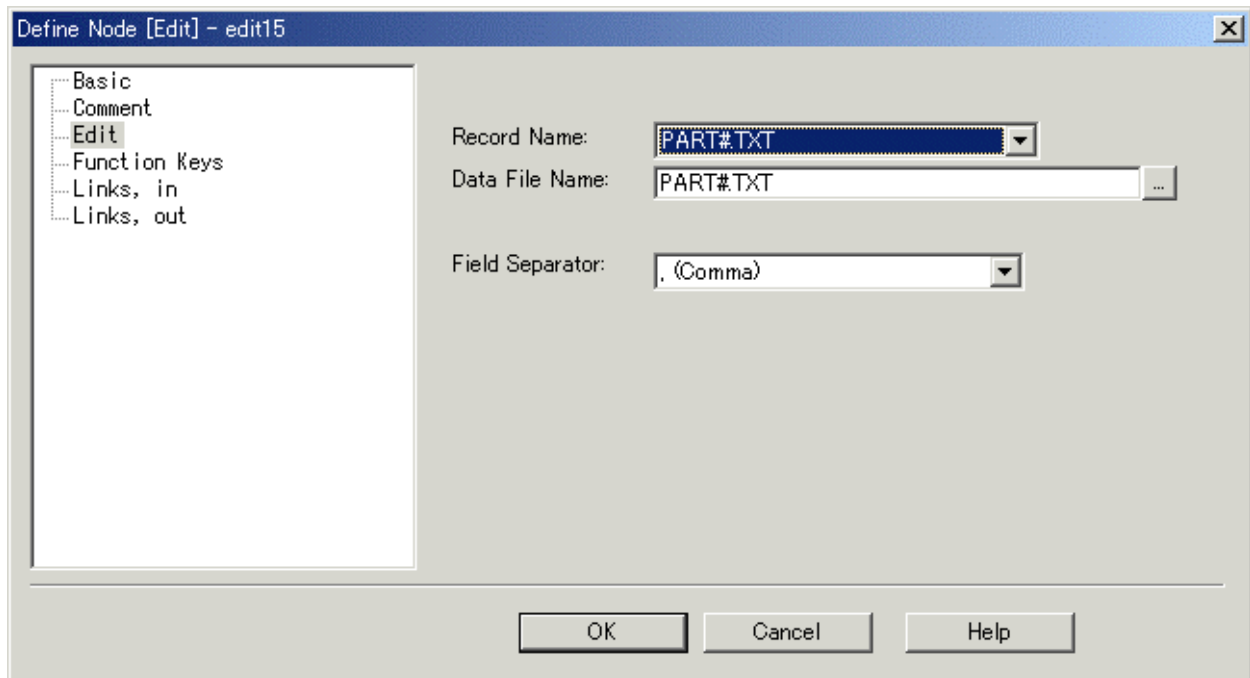 Define Node [Edit] - edit15
Basic
Comment
Edit
Function Keys
Links, in
Links, out
Record Name: PART#.TXT
Data File Name: PART#.TXT ...
Field Separator: , (Comma)
OK Cancel Help